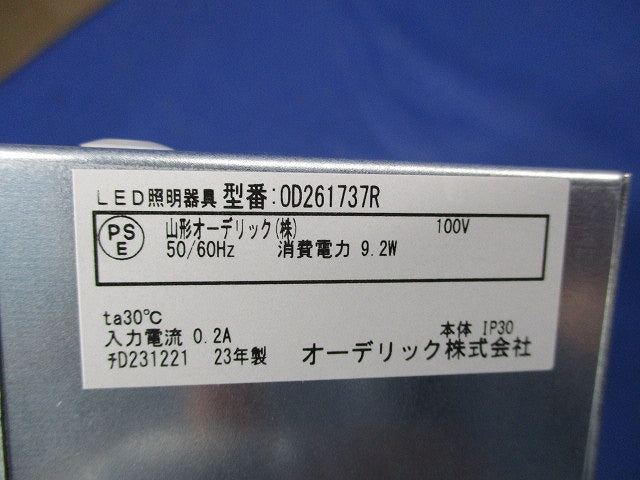 LED照明器具 型番:OD261737R
PS E 山形オーデリック(株) 100V
50/60Hz 消費電力 9.2W
ta30℃
入力電流 0.2A 本体 IP30
ﾁD231221 23年製 オーデリック株式会社